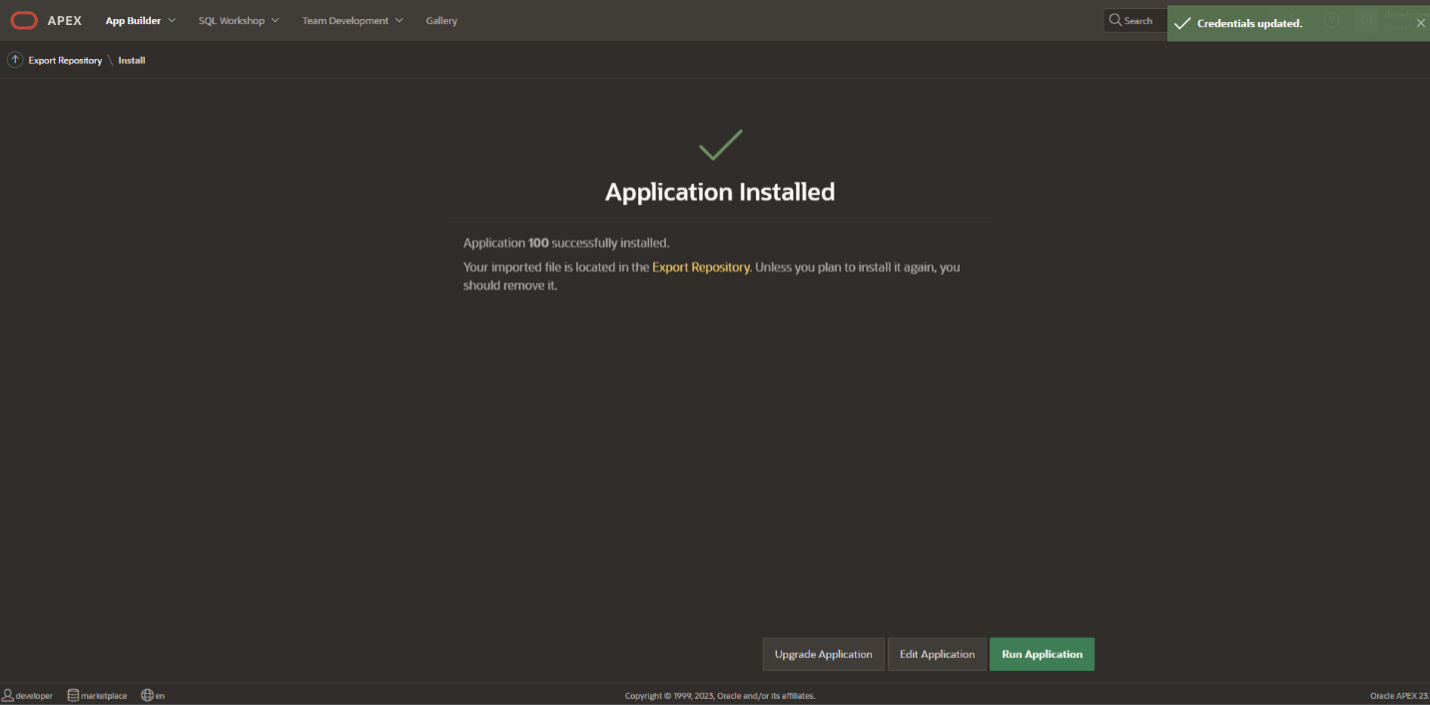 APEX App Builder SQL Workshop Team Development Gallery Search Credentials updated.
Export Repository \ Install
Application Installed
Application 100 successfully installed.
Your imported file is located in the Export Repository. Unless you plan to install it again, you
should remove it.
Upgrade Application Edit Application Run Application
developer marketplace en Copyright © 1999, 2023, Oracle and/or its affiliates. Oracle APEX 23.